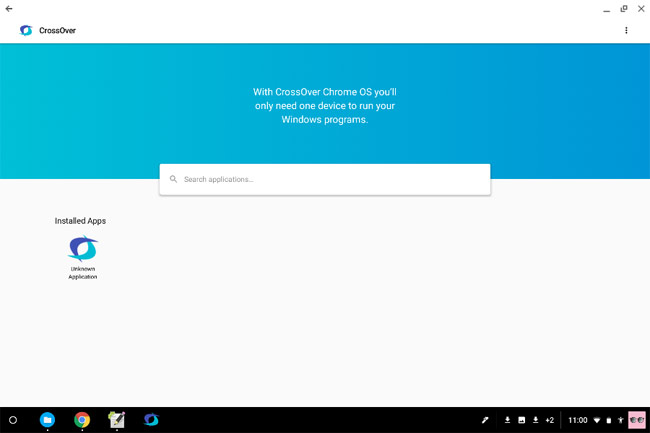 CrossOver
With CrossOver Chrome OS you'll
only need one device to run your
Windows programs.
Search applications...
Installed Apps
Unknown
Application
+2
11:00